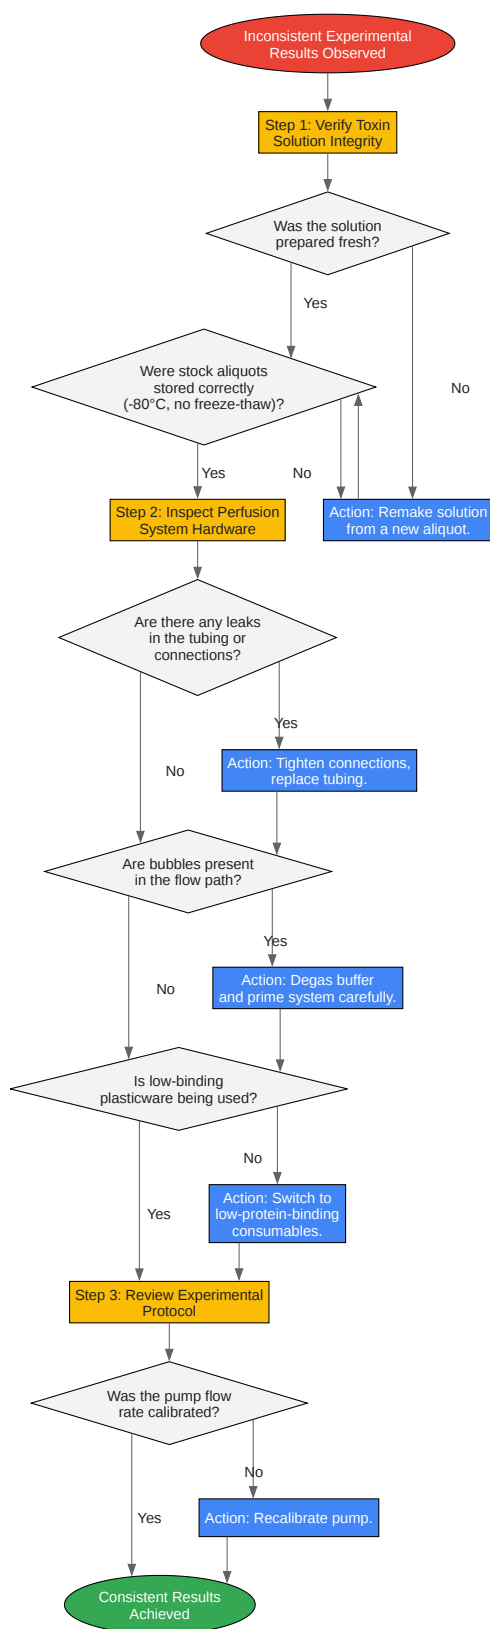 Inconsistent Experimental
Results Observed
Step 1: Verify Toxin
Solution Integrity
Was the solution
prepared fresh?
Yes
No
Were stock aliquots
stored correctly
(-80°C, no freeze-thaw)?
Yes
No
Step 2: Inspect Perfusion
System Hardware
Action: Remake solution
from a new aliquot.
Are there any leaks
in the tubing or
connections?
Yes
No
Action: Tighten connections,
replace tubing.
Are bubbles present
in the flow path?
Yes
No
Action: Degas buffer
and prime system carefully.
Is low-binding
plasticware being used?
No
Yes
Action: Switch to
low-protein-binding
consumables.
Step 3: Review Experimental
Protocol
Was the pump flow
rate calibrated?
No
Yes
Action: Recalibrate pump.
Consistent Results
Achieved